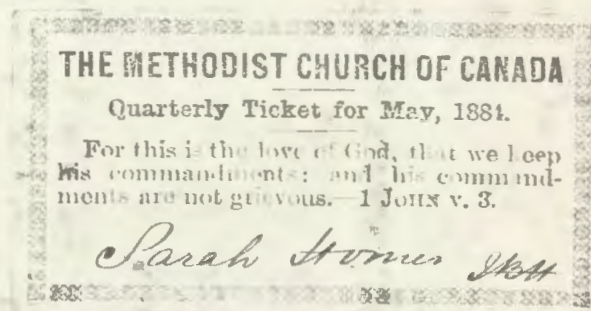 THE METHODIST CHURCH OF CANADA
Quarterly Ticket for May, 1884.
For this is the love of God, that we keep
his commandments: and his command-
ments are not grievous.—1 JOHN v. 3.
Sarah